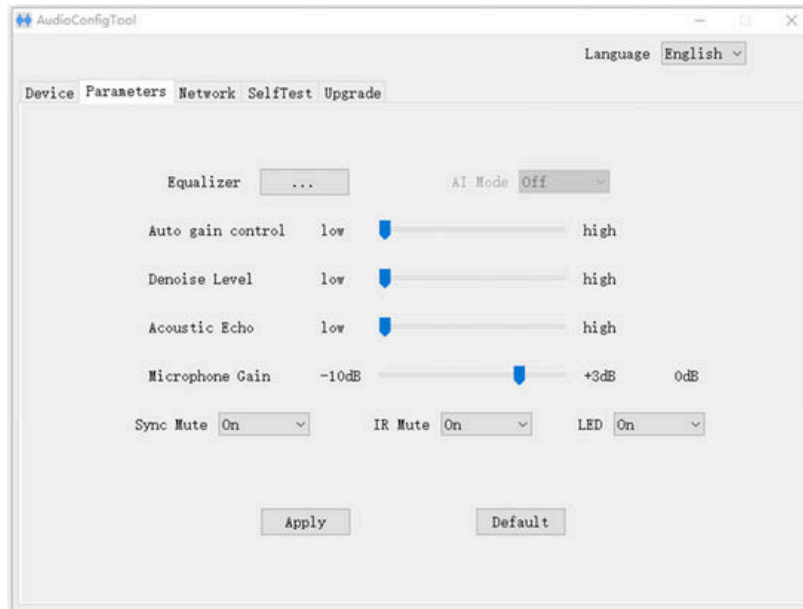 AudioConfigTool
Language English
Device Parameters Network SelfTest Upgrade
Equalizer ... AI Mode Off
Auto gain control low high
Denoise Level low high
Acoustic Echo low high
Microphone Gain -10dB +3dB 0dB
Sync Mute On IR Mute On LED On
Apply Default